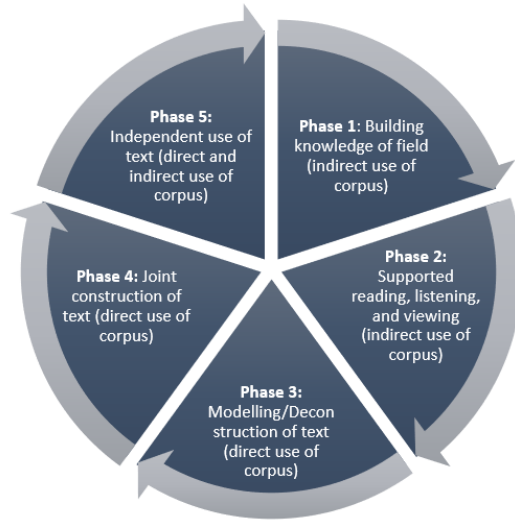 Phase 1: Building
knowledge of field
(indirect use of
corpus)
Phase 2:
Supported
reading, listening,
and viewing
(indirect use of
corpus)
Phase 3:
Modelling/Decon
struction of text
(direct use of
corpus)
Phase 4: Joint
construction of
text (direct use of
corpus)
Phase 5:
Independent use of
text (direct and
indirect use of
corpus)